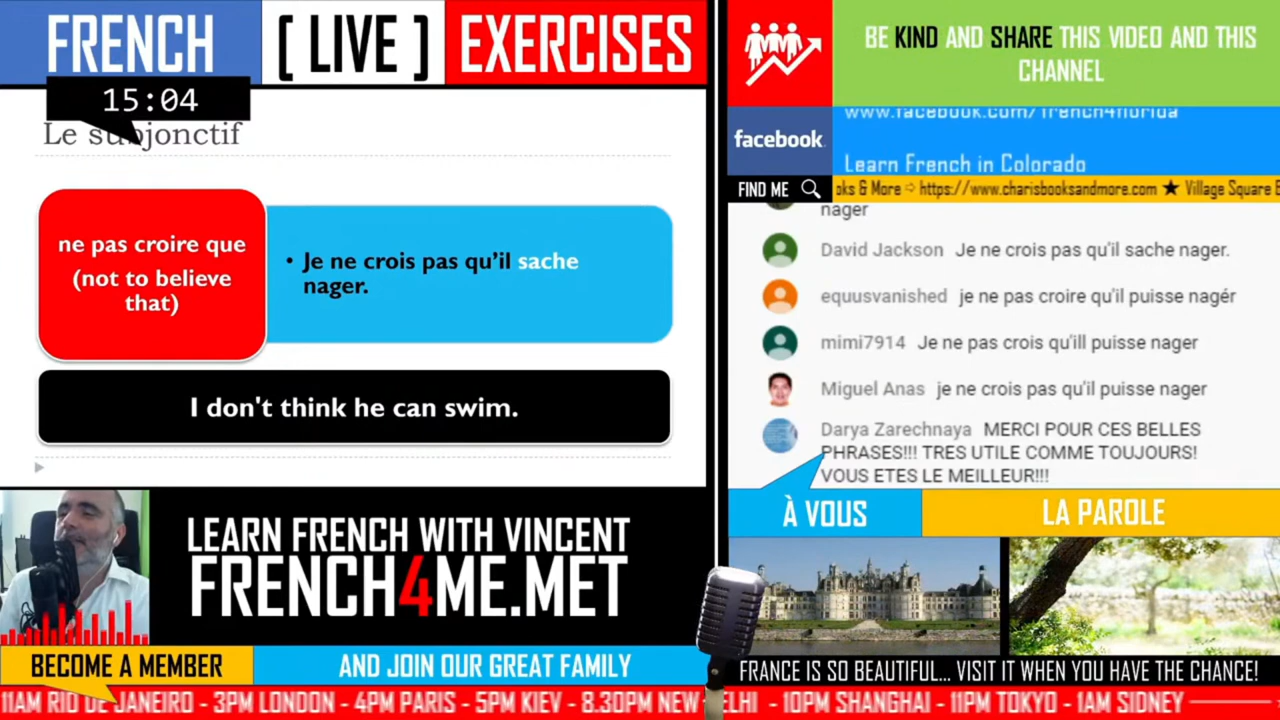 FRENCH [ LIVE ] EXERCISES
15:04
Le subjonctif
ne pas croire que
(not to believe
that)
• Je ne crois pas qu’il sache
nager.
I don't think he can swim.
LEARN FRENCH WITH VINCENT
FRENCH4ME.MET
BECOME A MEMBER
AND JOIN OUR GREAT FAMILY
BE KIND AND SHARE THIS VIDEO AND THIS
CHANNEL
facebook
www.facebook.com/french4florida
Learn French in Colorado
FIND ME
& More ⇨ https://www.charisbooksandmore.com ★ Village Square
nager
David Jackson Je ne crois pas qu'il sache nager.
equusvanished je ne pas croire qu'il puisse nagér
mimi7914 Je ne pas crois qu'ill puisse nager
Miguel Anas je ne crois pas qu'il puisse nager
Darya Zarechnaya MERCI POUR CES BELLES
PHRASES!!! TRES UTILE COMME TOUJOURS!
VOUS ETES LE MEILLEUR!!!
À VOUS
LA PAROLE
FRANCE IS SO BEAUTIFUL... VISIT IT WHEN YOU HAVE THE CHANCE!
11AM RIO DE JANEIRO - 3PM LONDON - 4PM PARIS - 5PM KIEV - 8.30PM NEW DELHI - 10PM SHANGHAI - 11PM TOKYO - 1AM SIDNEY